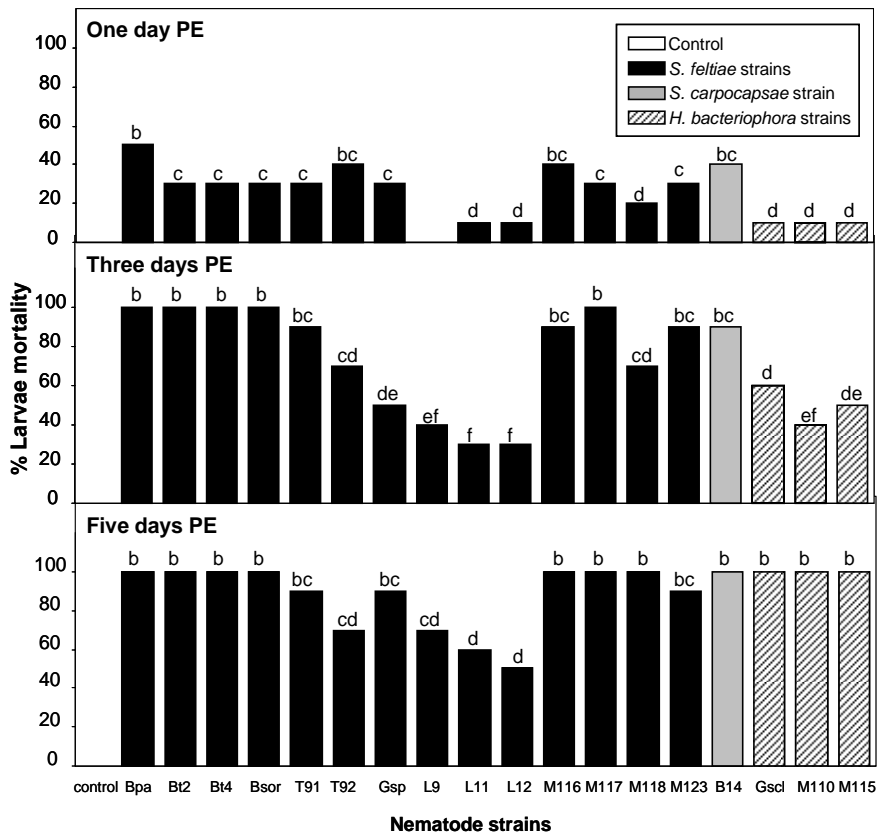 One day PE
Control
S. feltiae strains
S. carpocapsae strain
H. bacteriophora strains
100
80
60
40
20
0
b c c c c bc c d d bc c d c bc d d d
Three days PE
% Larvae mortality
100
80
60
40
20
0
b b b b bc cd de ef f f bc b cd bc bc d ef de
Five days PE
100
80
60
40
20
0
b b b b bc cd bc cd d d b b b bc b b b b
control Bpa Bt2 Bt4 Bsor T91 T92 Gsp L9 L11 L12 M116 M117 M118 M123 B14 Gscl M110 M115
Nematode strains